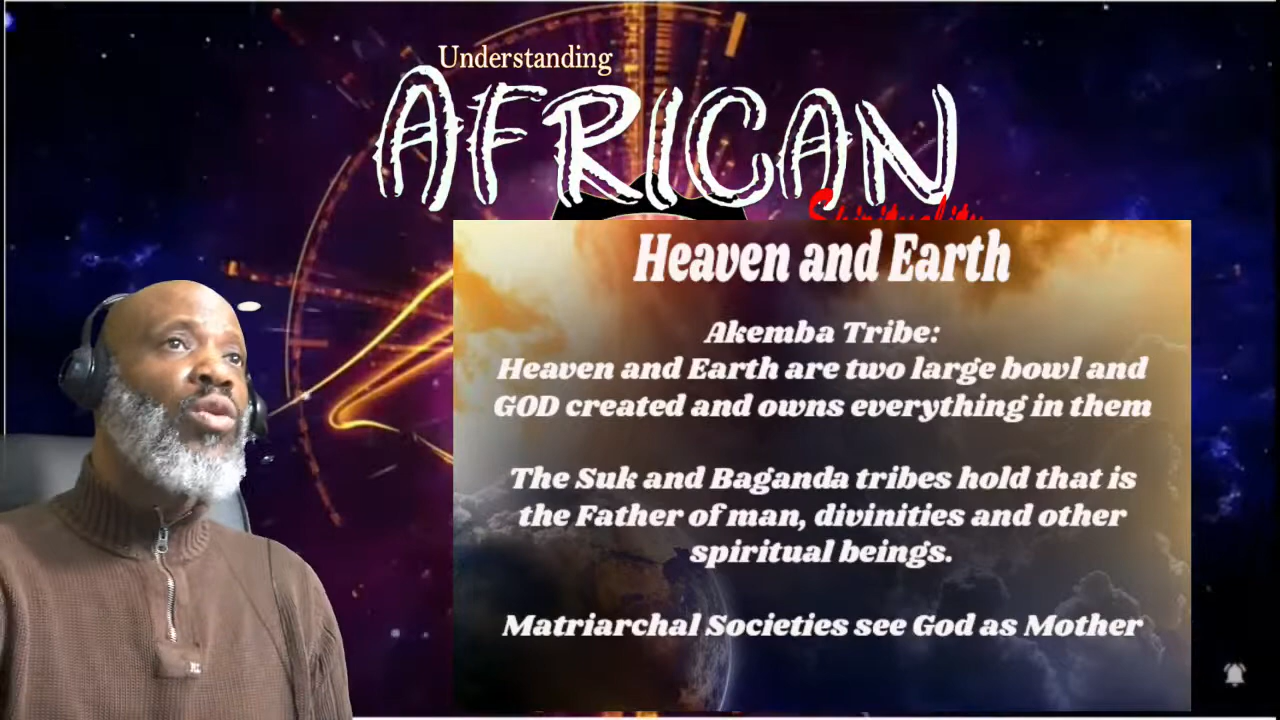 Understanding
AFRICAN
Spirituality
Heaven and Earth
Akemba Tribe:
Heaven and Earth are two large bowl and
GOD created and owns everything in them
The Suk and Baganda tribes hold that is
the Father of man, divinities and other
spiritual beings.
Matriarchal Societies see God as Mother